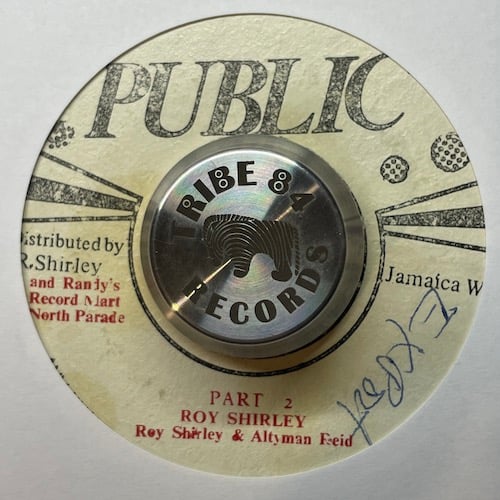 PUBLIC
TRIBE 84
RECORDS
Distributed by
R.Shirley
and Randy's
Record Mart
North Parade
Jamaica W
PART 2
ROY SHIRLEY
Roy Shirley & Altyman Reid